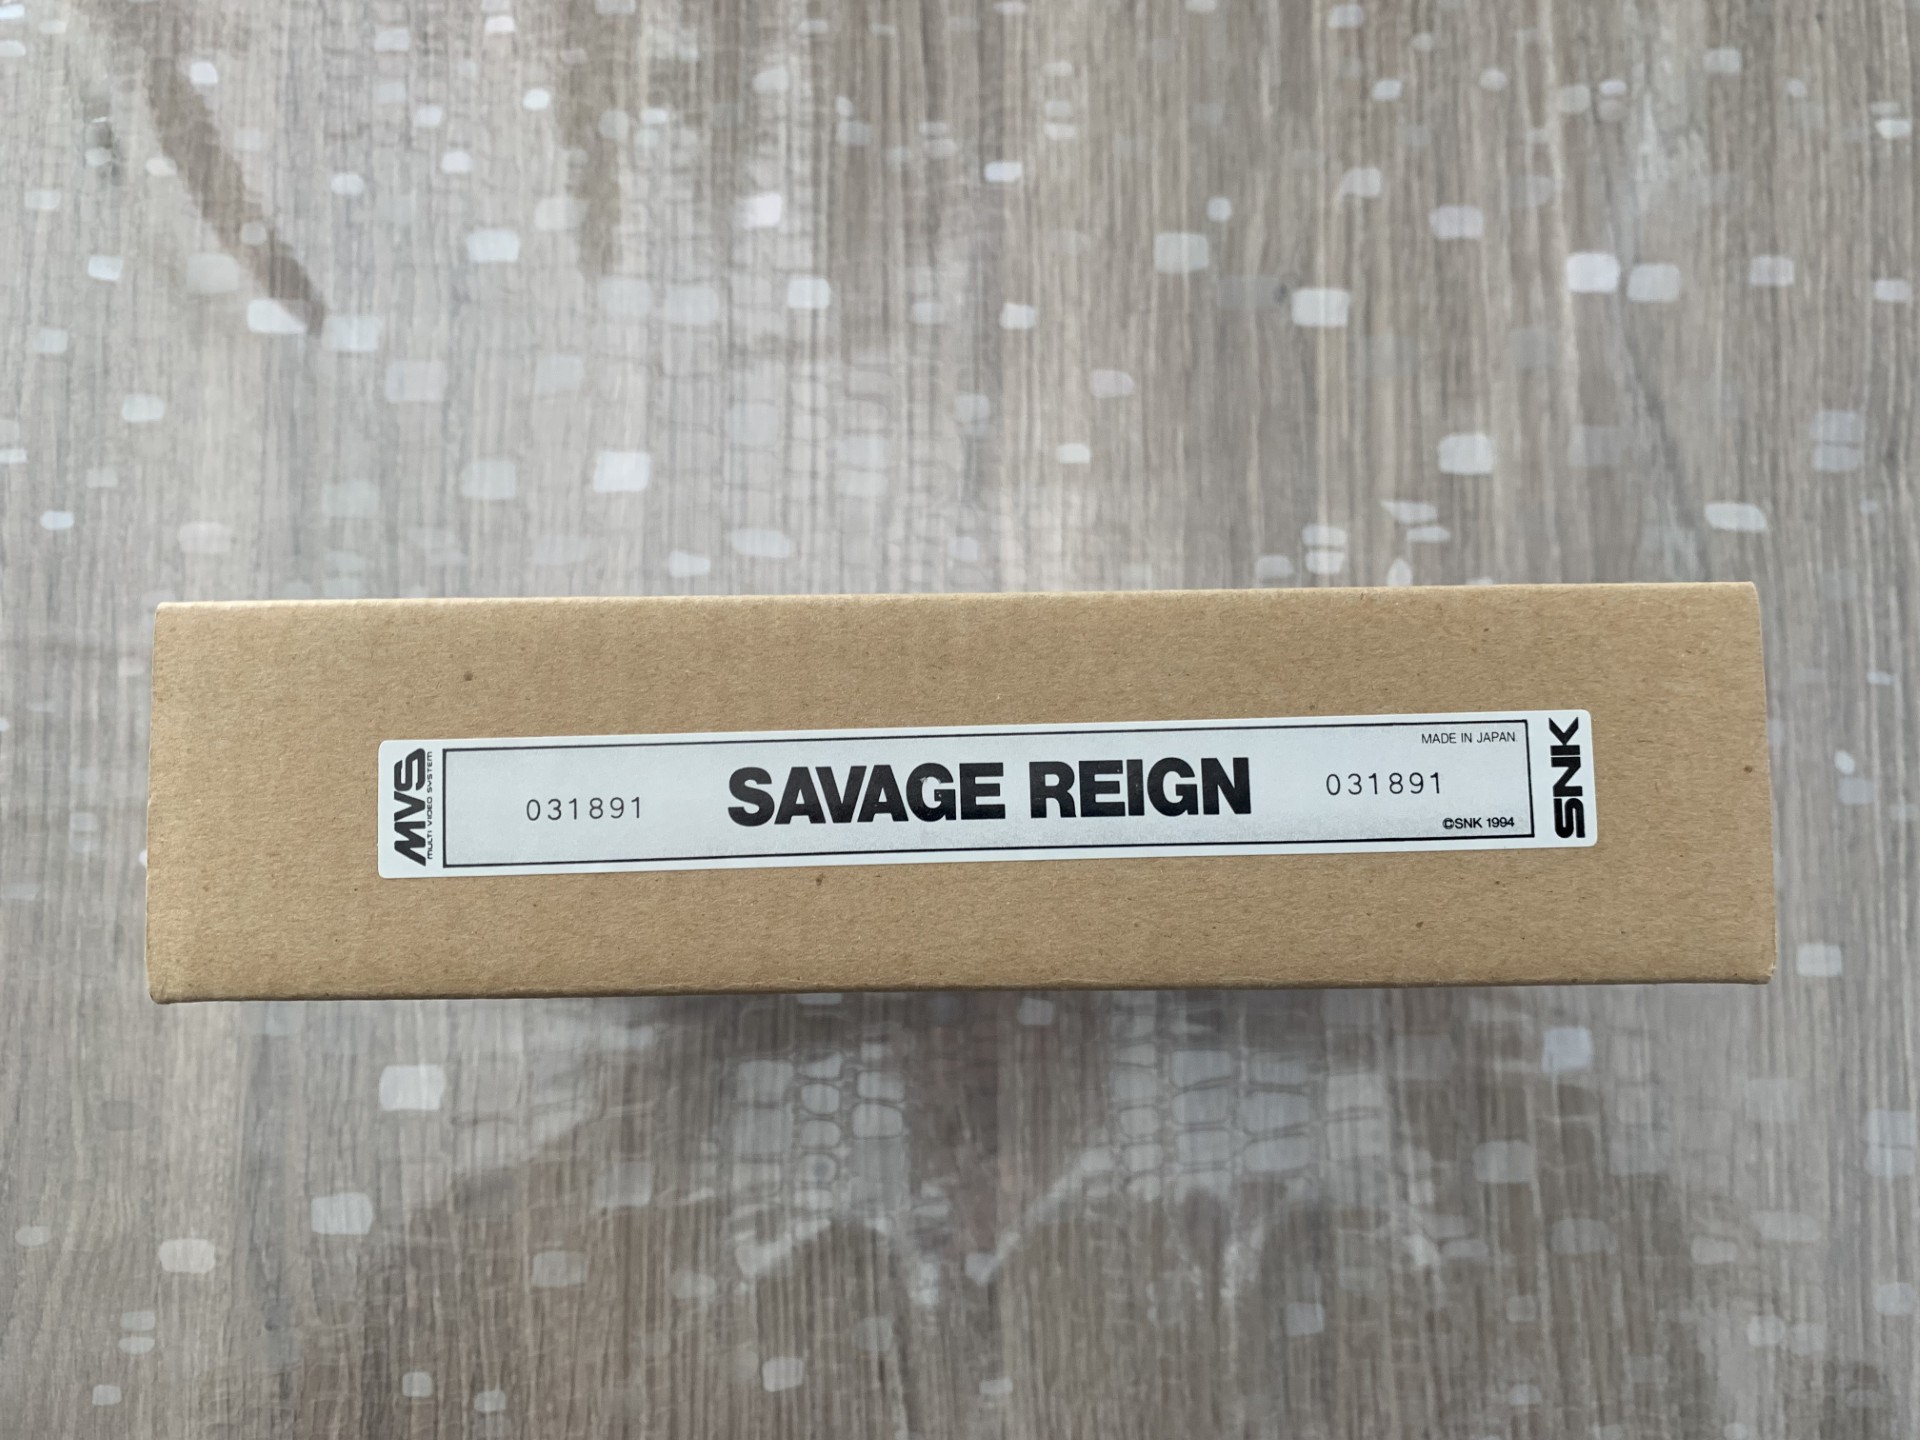 MVS
MULTI VIDEO SYSTEM
031891
SAVAGE REIGN
031891
MADE IN JAPAN
©SNK 1994
SNK